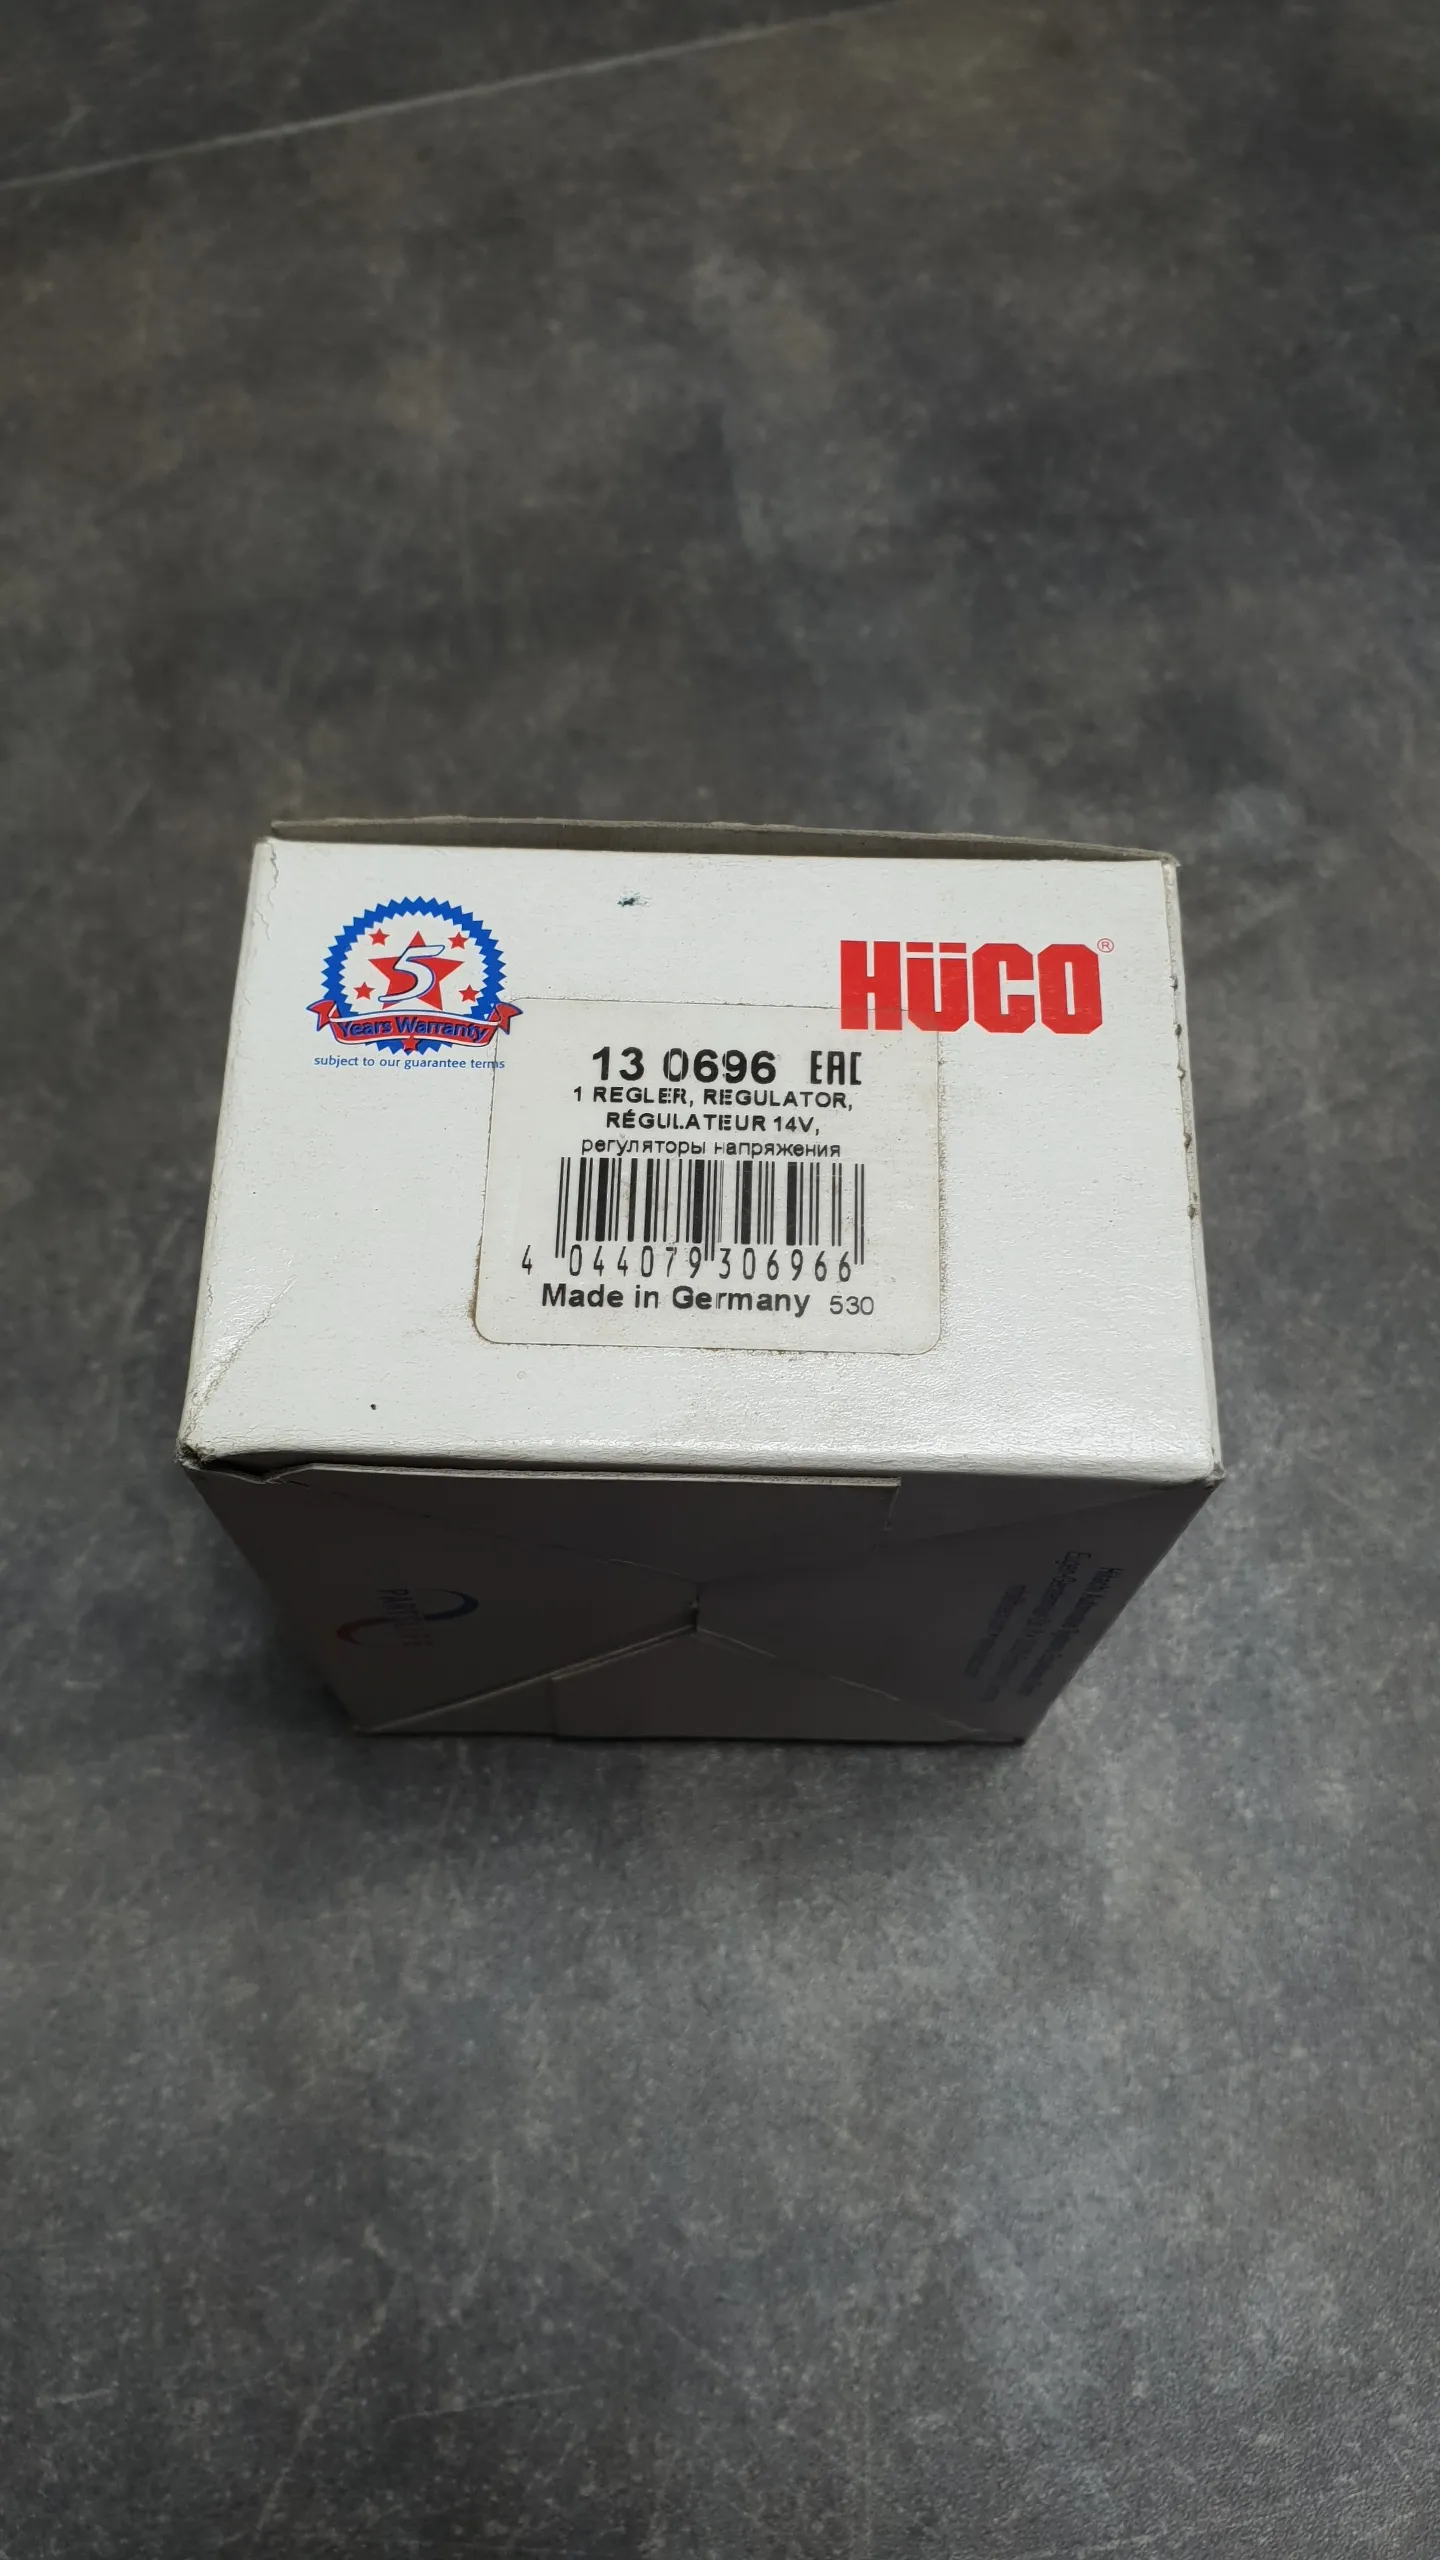 5
Years Warranty
subject to our guarantee terms
HÜCO®
13 0696 EAC
1 REGLER, REGULATOR,
RÉGULATEUR 14V,
регуляторы напряжения
4 044079 306966
Made in Germany 530
PARTSLIFE